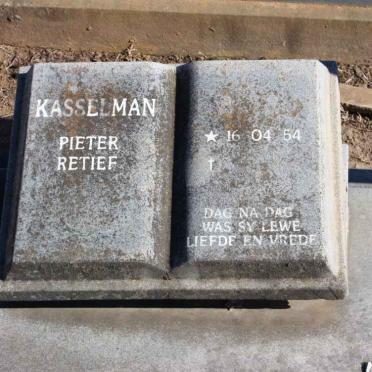 KASSELMAN
PIETER
RETIEF
★ 16 04 54
†
DAG NA DAG
WAS SY LEWE
LIEFDE EN VREDE